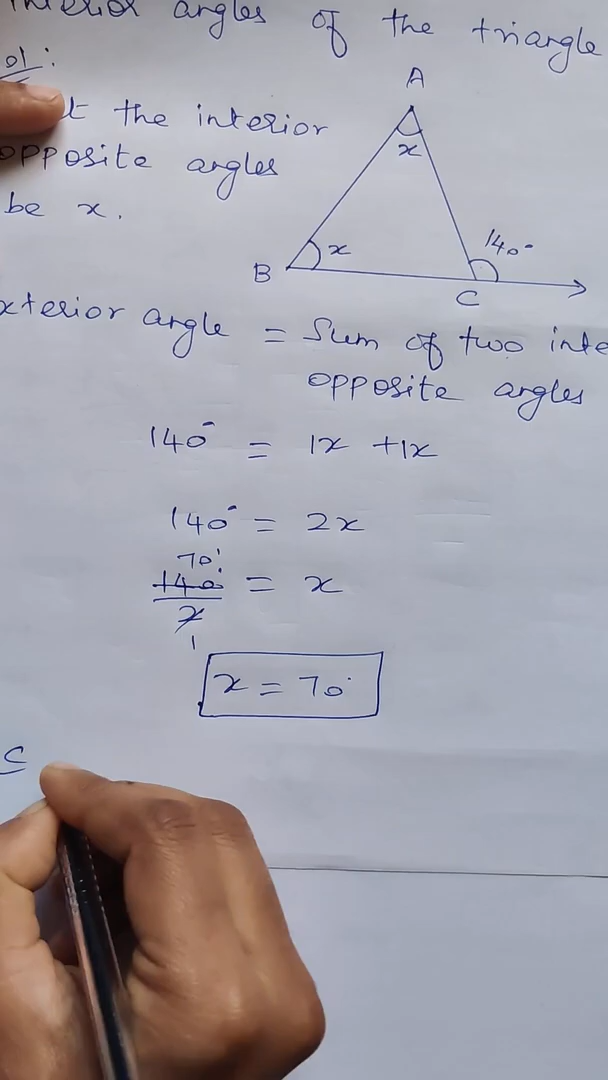 angles of the triangle
ol:
the interior
opposite angles
be x.
A
x
x
140°
B
C
xterior angle = Sum of two inte
opposite angles
140° = 1x + 1x
140° = 2x
70°
140 = x
2
1
x = 70°
C